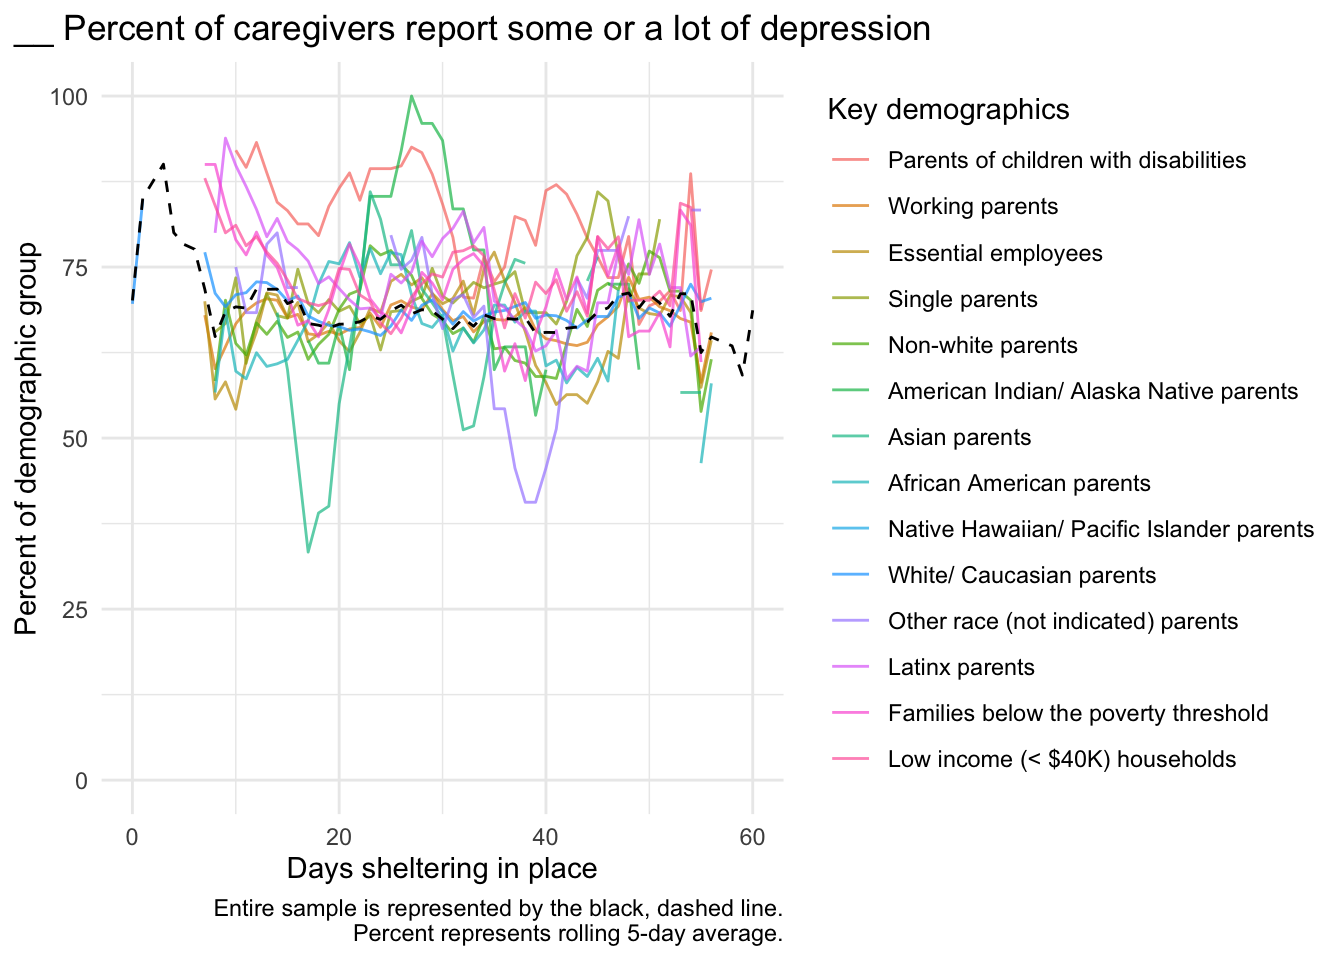 __ Percent of caregivers report some or a lot of depression
Percent of demographic group
100
75
50
25
0
0 20 40 60
Days sheltering in place
Entire sample is represented by the black, dashed line.
Percent represents rolling 5-day average.
Key demographics
Parents of children with disabilities
Working parents
Essential employees
Single parents
Non-white parents
American Indian/ Alaska Native parents
Asian parents
African American parents
Native Hawaiian/ Pacific Islander parents
White/ Caucasian parents
Other race (not indicated) parents
Latinx parents
Families below the poverty threshold
Low income (< $40K) households